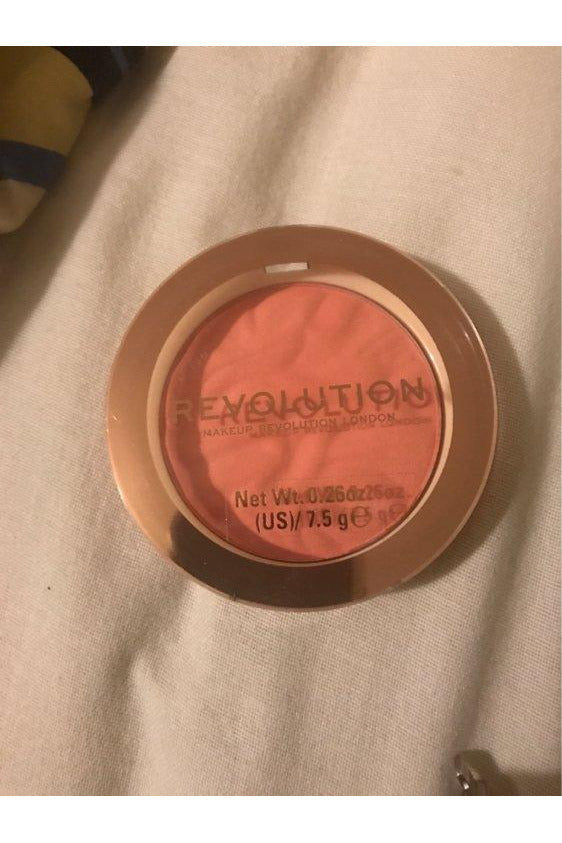 REVOLUTION
MAKEUP REVOLUTION LONDON
Net Wt. 0.26oz.
(US)/ 7.5 g ℮